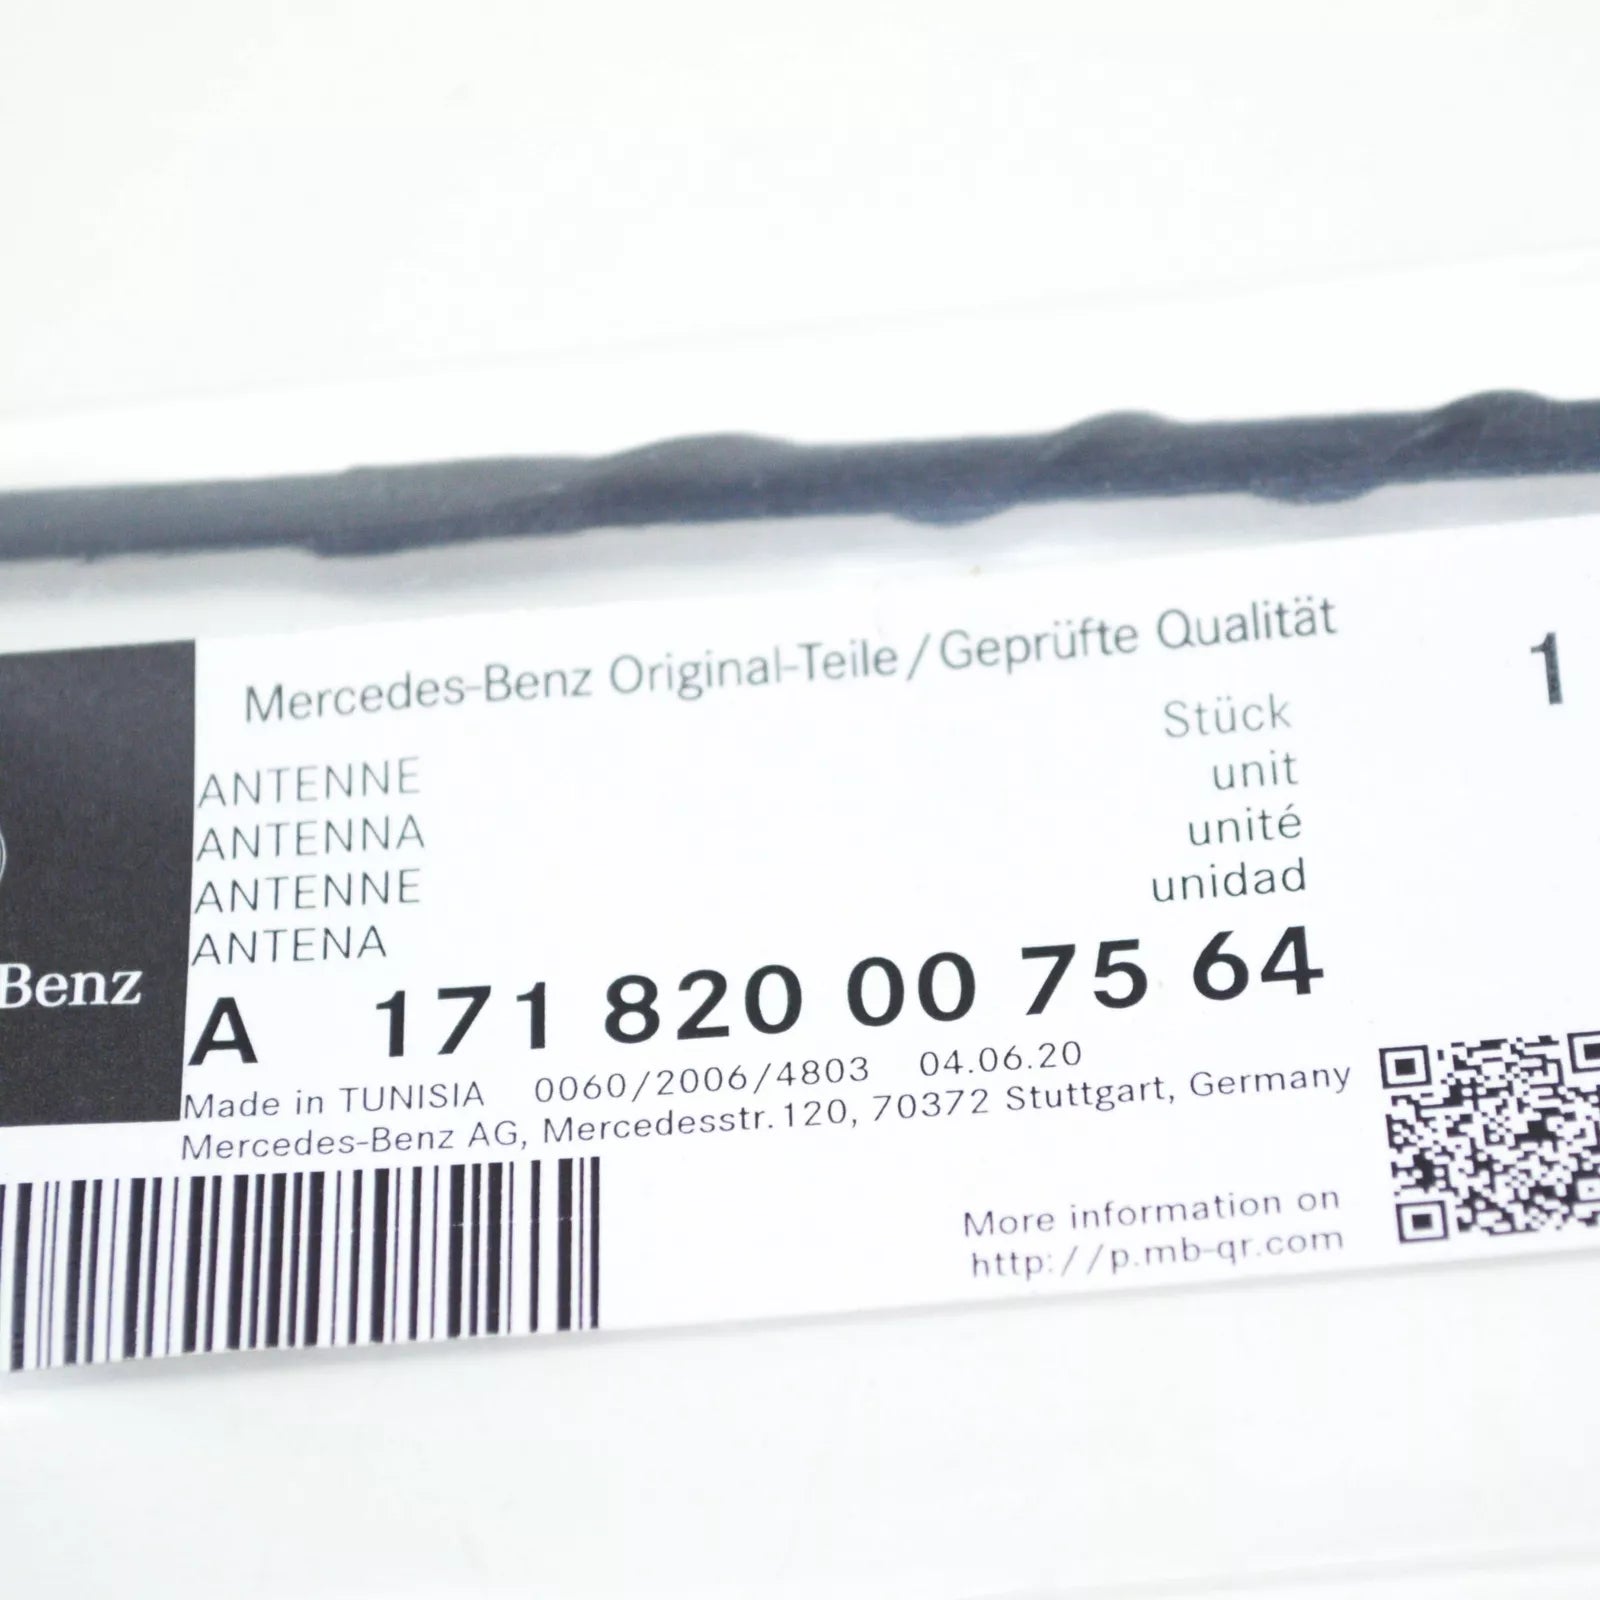 Mercedes-Benz Original-Teile/Geprüfte Qualität
Stück 1
ANTENNE unit
ANTENNA unité
ANTENNE unidad
ANTENA
Benz
A 171 820 00 75 64
Made in TUNISIA 0060/2006/4803 04.06.20
Mercedes-Benz AG, Mercedesstr. 120, 70372 Stuttgart, Germany
More information on
http://p.mb-qr.com